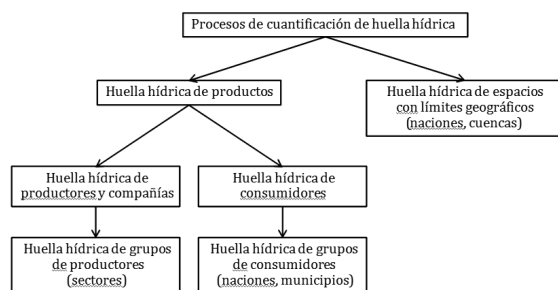 Procesos de cuantificación de huella hídrica
Huella hídrica de productos
Huella hídrica de espacios
con límites geográficos
(naciones, cuencas)
Huella hídrica de
productores y compañías
Huella hídrica de
consumidores
Huella hídrica de grupos
de productores
(sectores)
Huella hídrica de grupos
de consumidores
(naciones, municipios)